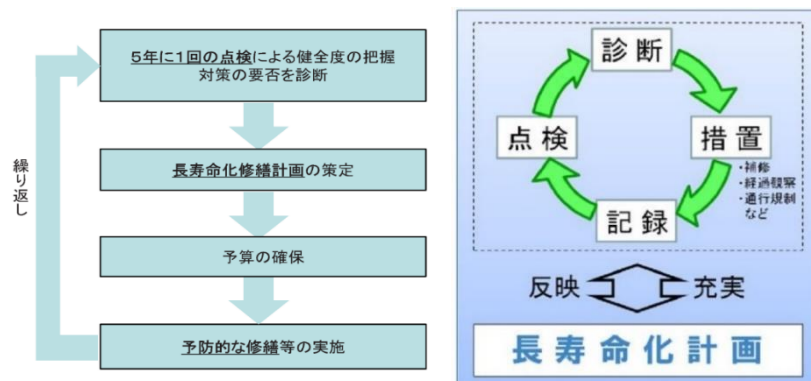 5年に1回の点検による健全度の把握
対策の要否を診断
長寿命化修繕計画の策定
予算の確保
予防的な修繕等の実施
繰り返し
診断
点検
措置
・補修
・経過観察
・通行規制
など
記録
反映
充実
長寿命化計画